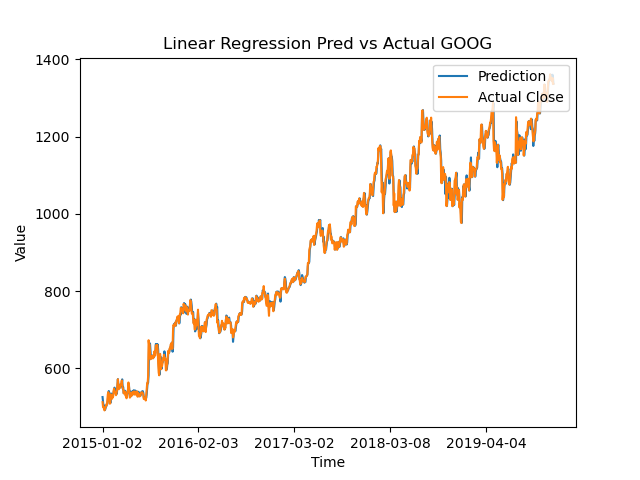 Linear Regression Pred vs Actual GOOG
1400
1200
1000
800
600
Value
Prediction
Actual Close
2015-01-02 2016-02-03 2017-03-02 2018-03-08 2019-04-04
Time